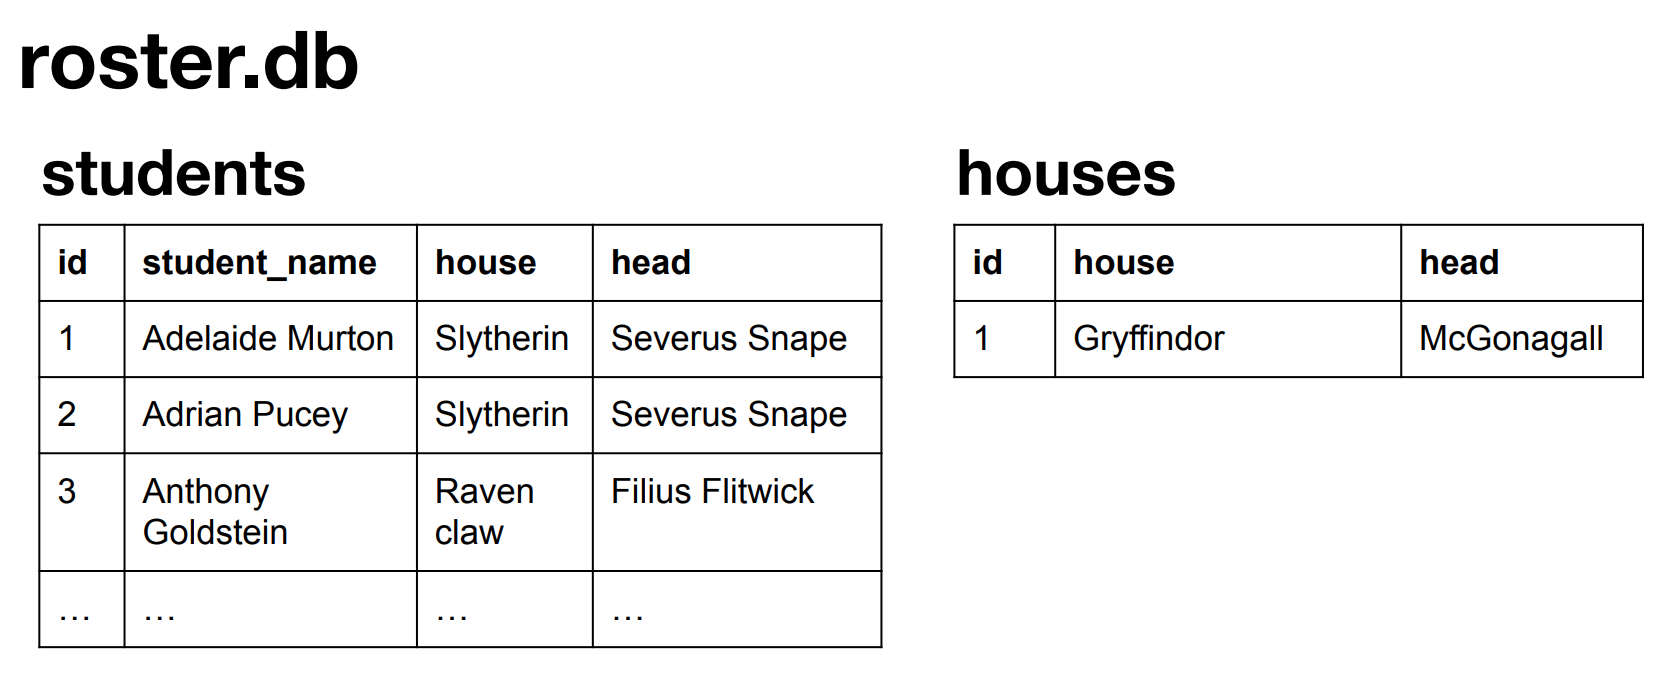 roster.db
students
id student_name house head
1 Adelaide Murton Slytherin Severus Snape
2 Adrian Pucey Slytherin Severus Snape
3 Anthony Raven Filius Flitwick
Goldstein claw
… … … …
houses
id house head
1 Gryffindor McGonagall